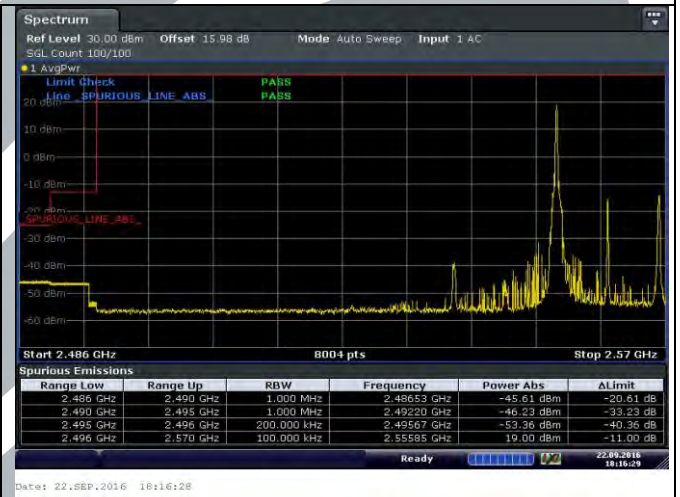 Spectrum
Ref Level 30.00 dBm Offset 15.98 dB Mode Auto Sweep Input 1 AC
SGL Count 100/100
1 AvgPwr
Limit Check PASS
Line _SPURIOUS_LINE_ABS_ PASS
20 dBm
10 dBm
0 dBm
-10 dBm
-20 dBm
_SPURIOUS_LINE_ABS_
-30 dBm
-40 dBm
-50 dBm
-60 dBm
Start 2.486 GHz 8004 pts Stop 2.57 GHz
Spurious Emissions
Range Low Range Up RBW Frequency Power Abs ΔLimit
2.486 GHz 2.490 GHz 1.000 MHz 2.48653 GHz -45.61 dBm -20.61 dB
2.490 GHz 2.495 GHz 1.000 MHz 2.49220 GHz -46.23 dBm -33.23 dB
2.495 GHz 2.496 GHz 200.000 kHz 2.49567 GHz -53.36 dBm -40.36 dB
2.496 GHz 2.570 GHz 100.000 kHz 2.55585 GHz 19.00 dBm -11.00 dB
Ready 22.09.2016
18:16:29
Date: 22.SEP.2016 18:16:28